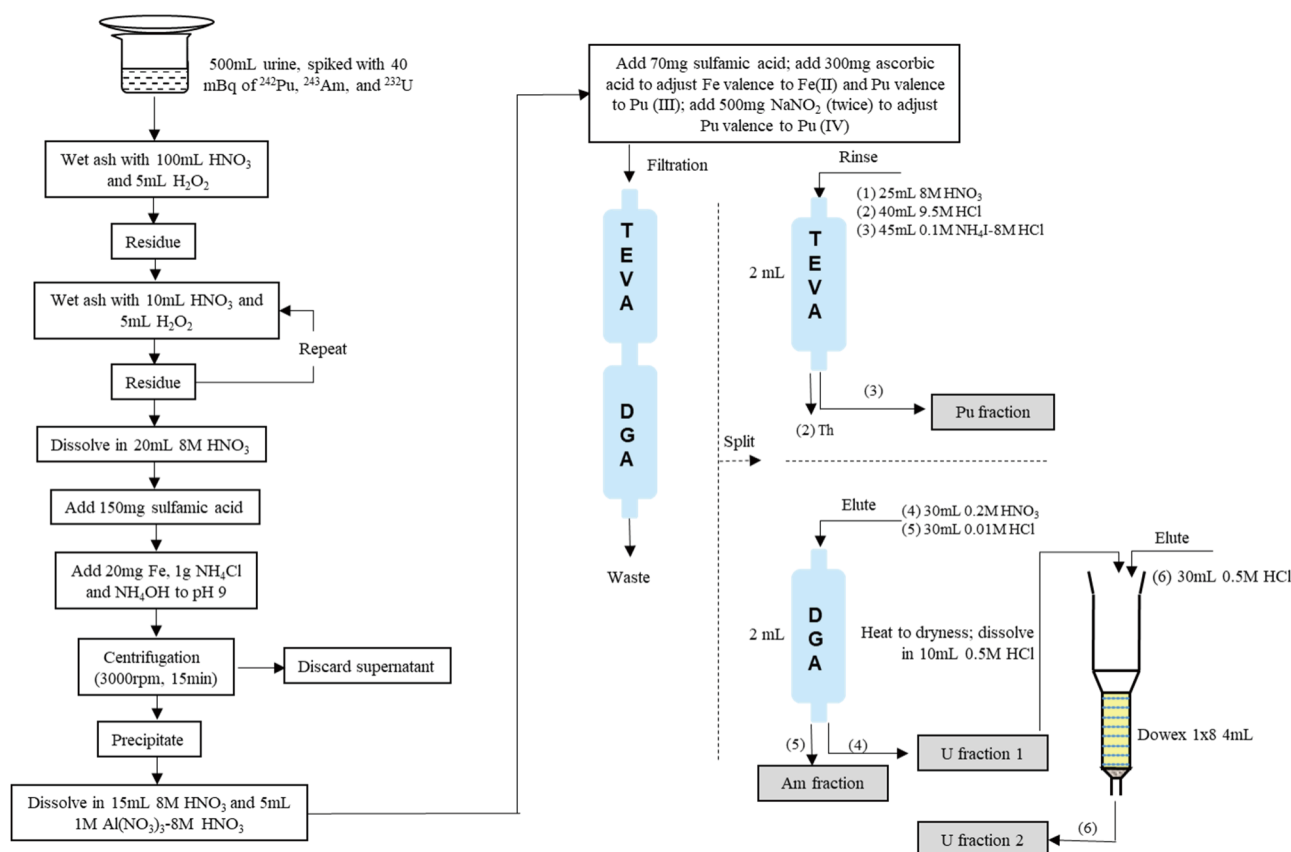 500mL urine, spiked with 40
mBq of ²⁴²Pu, ²⁴³Am, and ²³²U
Wet ash with 100mL HNO₃
and 5mL H₂O₂
Residue
Wet ash with 10mL HNO₃ and
5mL H₂O₂
Repeat
Residue
Dissolve in 20mL 8M HNO₃
Add 150mg sulfamic acid
Add 20mg Fe, 1g NH₄Cl
and NH₄OH to pH 9
Centrifugation
(3000rpm, 15min)
Discard supernatant
Precipitate
Dissolve in 15mL 8M HNO₃ and 5mL
1M Al(NO₃)₃-8M HNO₃
Add 70mg sulfamic acid; add 300mg ascorbic
acid to adjust Fe valence to Fe(II) and Pu valence
to Pu (III); add 500mg NaNO₂ (twice) to adjust
Pu valence to Pu (IV)
Filtration
TEVA
DGA
Waste
Split
Rinse
(1) 25mL 8M HNO₃
(2) 40mL 9.5M HCl
(3) 45mL 0.1M NH₄I-8M HCl
2 mL
TEVA
(3)
(2) Th
Pu fraction
Elute
(4) 30mL 0.2M HNO₃
(5) 30mL 0.01M HCl
2 mL
DGA
Heat to dryness; dissolve
in 10mL 0.5M HCl
(5)
(4)
U fraction 1
Am fraction
Elute
(6) 30mL 0.5M HCl
Dowex 1x8 4mL
(6)
U fraction 2